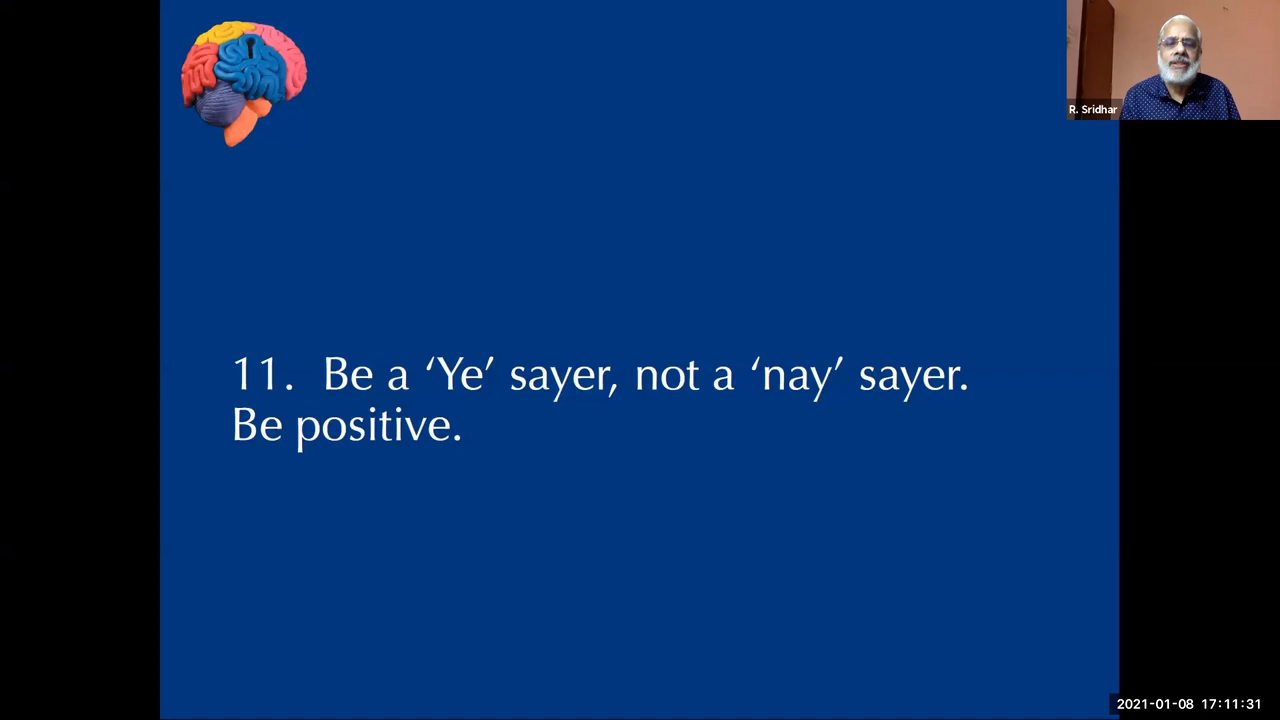 R. Sridhar
11. Be a ‘Ye’ sayer, not a ‘nay’ sayer.
Be positive.
2021-01-08 17:11:31